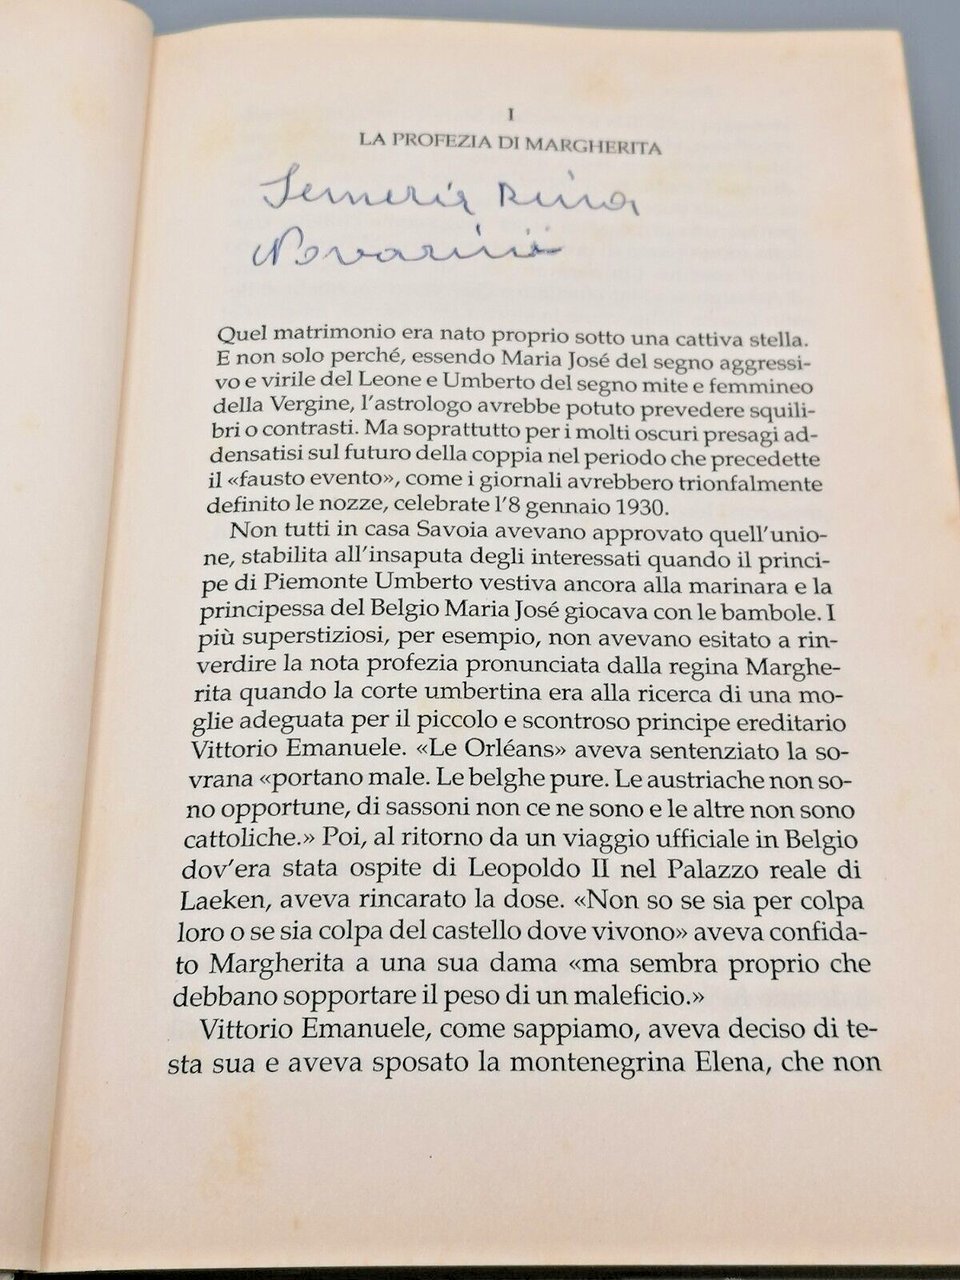 I
LA PROFEZIA DI MARGHERITA
Semeria Rina
Novarini
Quel matrimonio era nato proprio sotto una cattiva stella.
E non solo perché, essendo Maria José del segno aggressi-
vo e virile del Leone e Umberto del segno mite e femmineo
della Vergine, l'astrologo avrebbe potuto prevedere squili-
bri o contrasti. Ma soprattutto per i molti oscuri presagi ad-
densatisi sul futuro della coppia nel periodo che precedette
il «fausto evento», come i giornali avrebbero trionfalmente
definito le nozze, celebrate l'8 gennaio 1930.
Non tutti in casa Savoia avevano approvato quell'unio-
ne, stabilita all'insaputa degli interessati quando il princi-
pe di Piemonte Umberto vestiva ancora alla marinara e la
principessa del Belgio Maria José giocava con le bambole. I
più superstiziosi, per esempio, non avevano esitato a rin-
verdire la nota profezia pronunciata dalla regina Marghe-
rita quando la corte umbertina era alla ricerca di una mo-
glie adeguata per il piccolo e scontroso principe ereditario
Vittorio Emanuele. «Le Orléans» aveva sentenziato la so-
vrana «portano male. Le belghe pure. Le austriache non so-
no opportune, di sassoni non ce ne sono e le altre non sono
cattoliche.» Poi, al ritorno da un viaggio ufficiale in Belgio
dov'era stata ospite di Leopoldo II nel Palazzo reale di
Laeken, aveva rincarato la dose. «Non so se sia per colpa
loro o se sia colpa del castello dove vivono» aveva confida-
to Margherita a una sua dama «ma sembra proprio che
debbano sopportare il peso di un maleficio.»
Vittorio Emanuele, come sappiamo, aveva deciso di te-
sta sua e aveva sposato la montenegrina Elena, che non